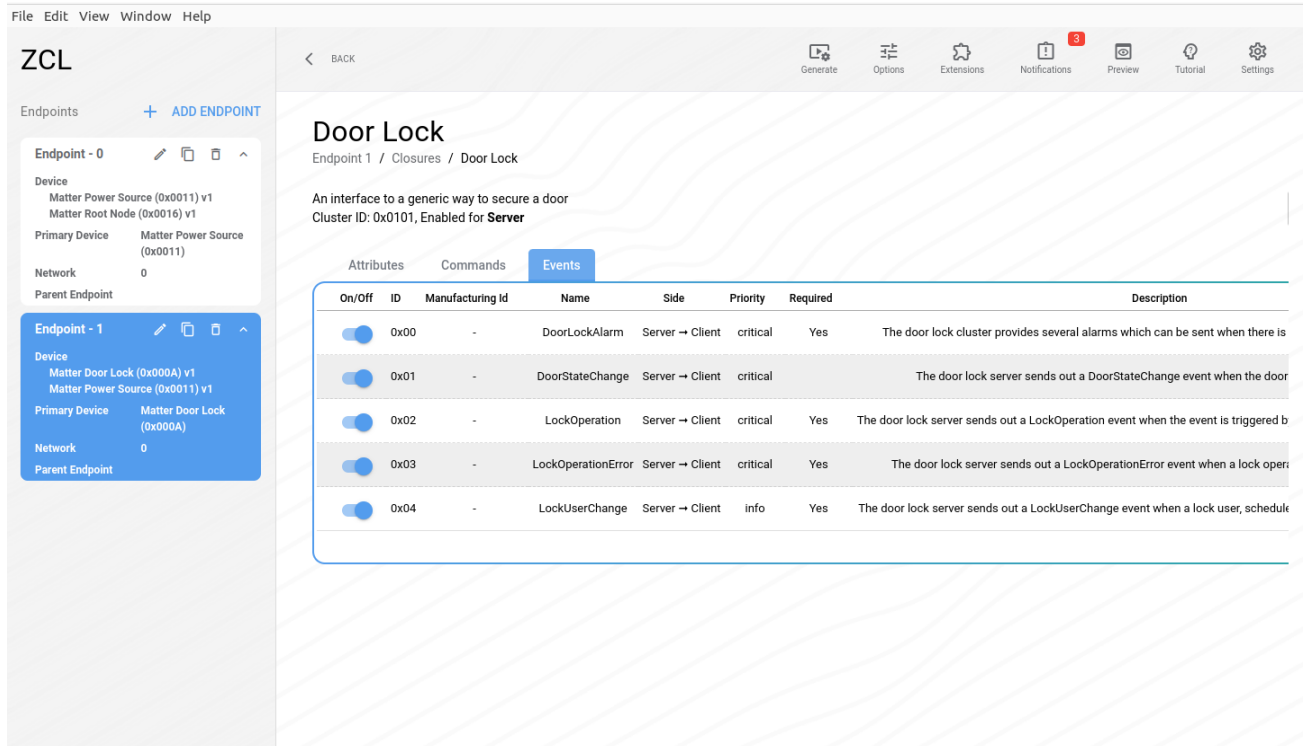 File Edit View Window Help
ZCL
Endpoints + ADD ENDPOINT
Endpoint - 0
Device
Matter Power Source (0x0011) v1
Matter Root Node (0x0016) v1
Primary Device Matter Power Source
(0x0011)
Network 0
Parent Endpoint
Endpoint - 1
Device
Matter Door Lock (0x000A) v1
Matter Power Source (0x0011) v1
Primary Device Matter Door Lock
(0x000A)
Network 0
Parent Endpoint
BACK
3
Generate Options Extensions Notifications Preview Tutorial Settings
Door Lock
Endpoint 1 / Closures / Door Lock
An interface to a generic way to secure a door
Cluster ID: 0x0101, Enabled for Server
Attributes Commands Events
On/Off ID Manufacturing Id Name Side Priority Required Description
0x00 - DoorLockAlarm Server → Client critical Yes The door lock cluster provides several alarms which can be sent when there is
0x01 - DoorStateChange Server → Client critical The door lock server sends out a DoorStateChange event when the door
0x02 - LockOperation Server → Client critical Yes The door lock server sends out a LockOperation event when the event is triggered b
0x03 - LockOperationError Server → Client critical Yes The door lock server sends out a LockOperationError event when a lock opera
0x04 - LockUserChange Server → Client info Yes The door lock server sends out a LockUserChange event when a lock user, schedule